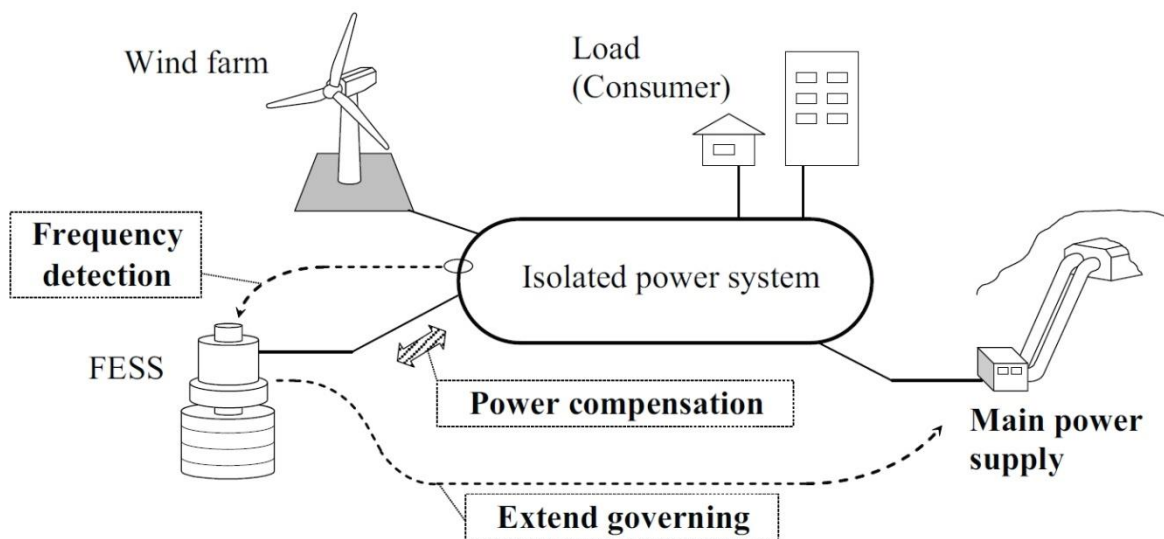 Wind farm
Load
(Consumer)
Frequency
detection
Isolated power system
FESS
Power compensation
Main power
supply
Extend governing